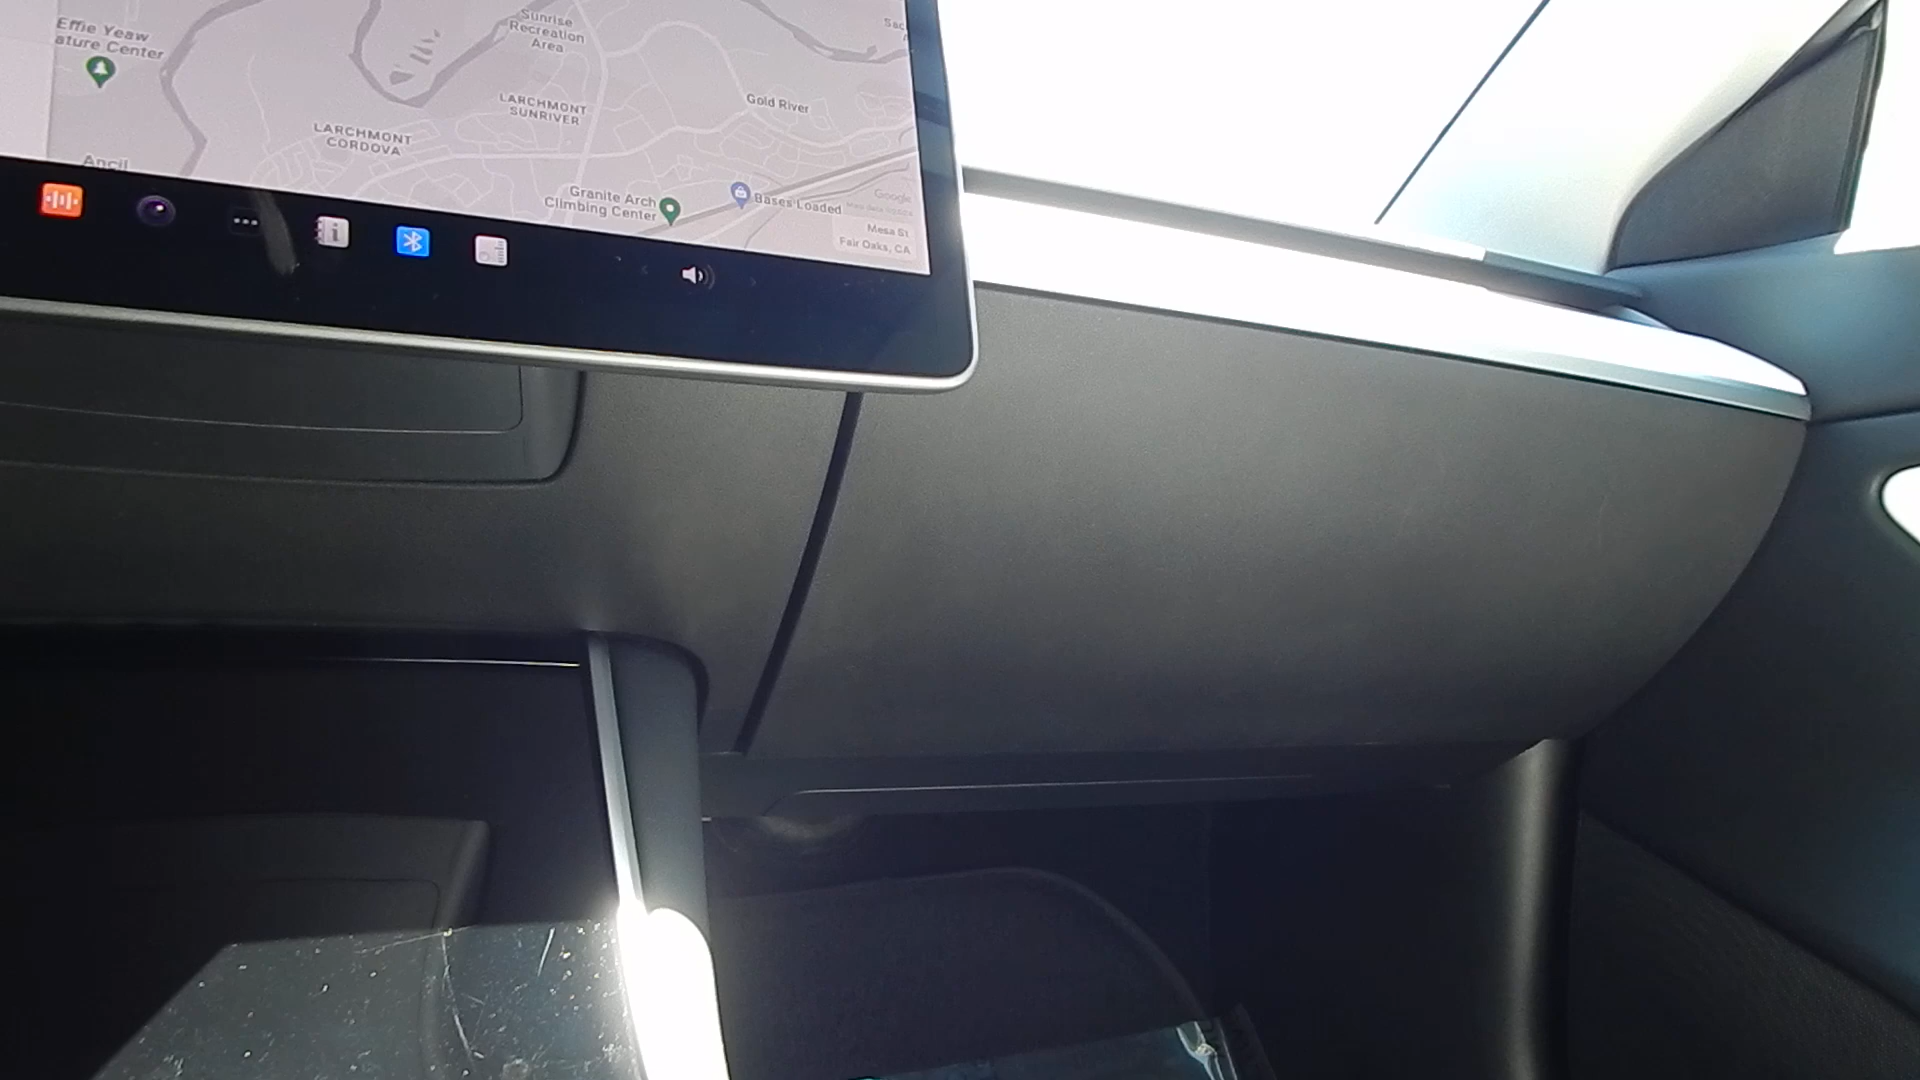 Effie Yeaw
ature Center
Sunrise
Recreation
Area
Sac
LARCHMONT
SUNRIVER
Gold River
LARCHMONT
CORDOVA
Ancil
Granite Arch
Climbing Center
Bases Loaded
Google
Mesa St
Fair Oaks, CA